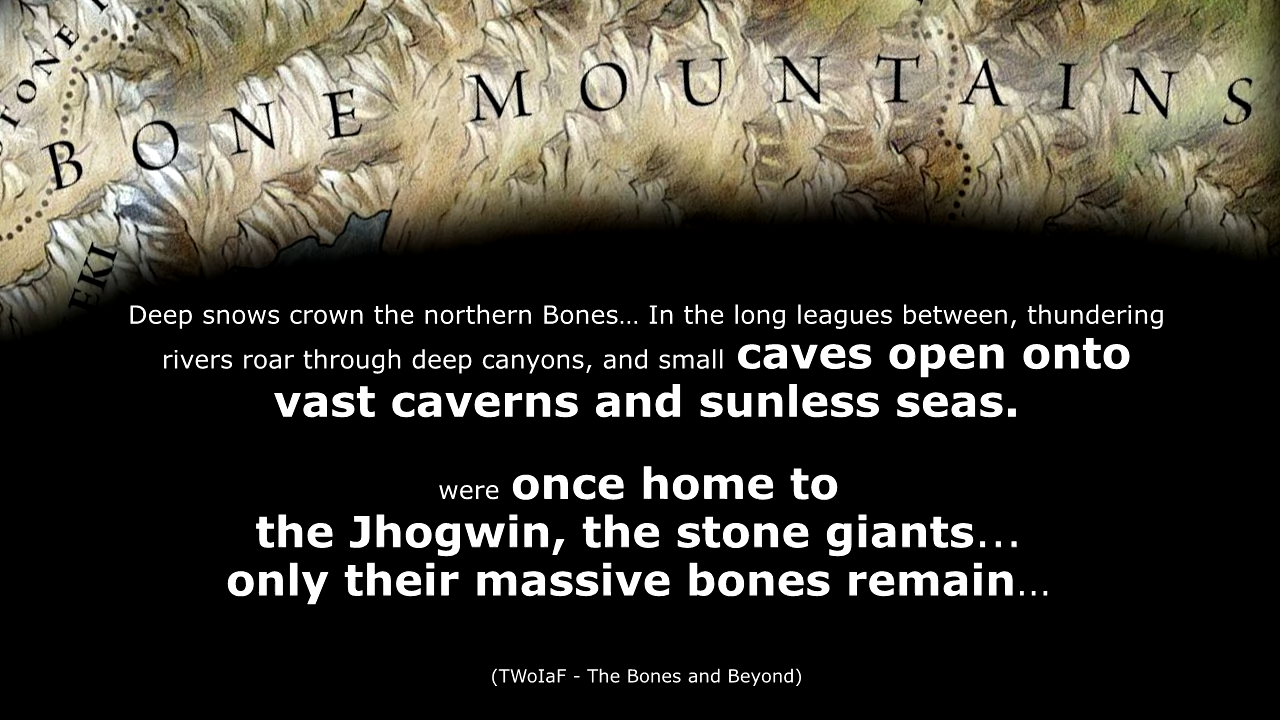 STONE
BONE MOUNTAINS
EKI
Deep snows crown the northern Bones… In the long leagues between, thundering
rivers roar through deep canyons, and small caves open onto
vast caverns and sunless seas.
were once home to
the Jhogwin, the stone giants…
only their massive bones remain…
(TWoIaF - The Bones and Beyond)